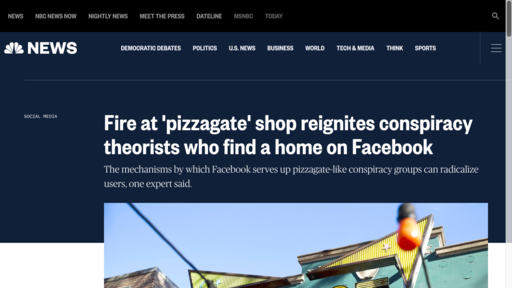 NEWS NBC NEWS NOW NIGHTLY NEWS MEET THE PRESS DATELINE MSNBC TODAY
NEWS DEMOCRATIC DEBATES POLITICS U.S. NEWS BUSINESS WORLD TECH & MEDIA THINK SPORTS
SOCIAL MEDIA
Fire at 'pizzagate' shop reignites conspiracy
theorists who find a home on Facebook
The mechanisms by which Facebook serves up pizzagate-like conspiracy groups can radicalize
users, one expert said.